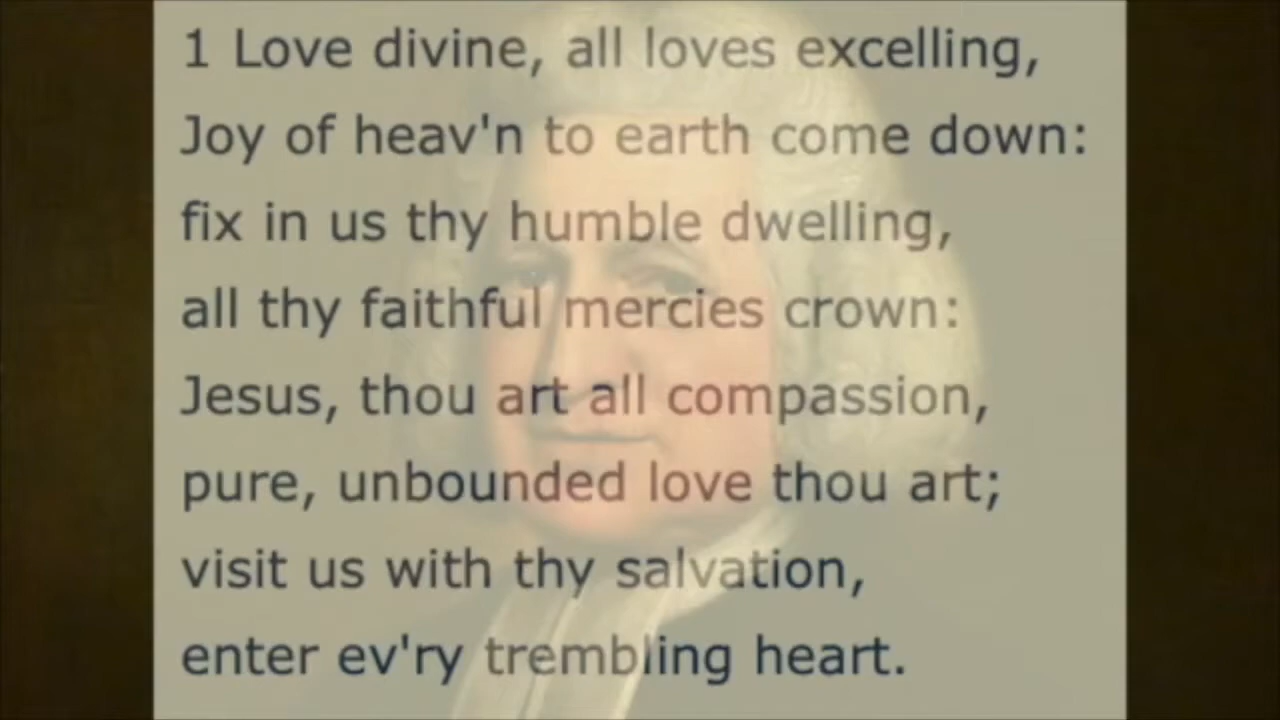 1 Love divine, all loves excelling,
Joy of heav'n to earth come down:
fix in us thy humble dwelling,
all thy faithful mercies crown:
Jesus, thou art all compassion,
pure, unbounded love thou art;
visit us with thy salvation,
enter ev'ry trembling heart.